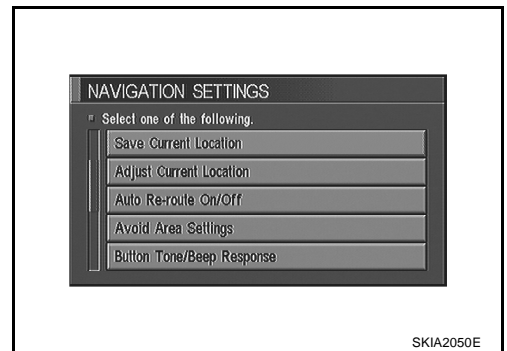 NAVIGATION SETTINGS
Select one of the following.
Save Current Location
Adjust Current Location
Auto Re-route On/Off
Avoid Area Settings
Button Tone/Beep Response
SKIA2050E